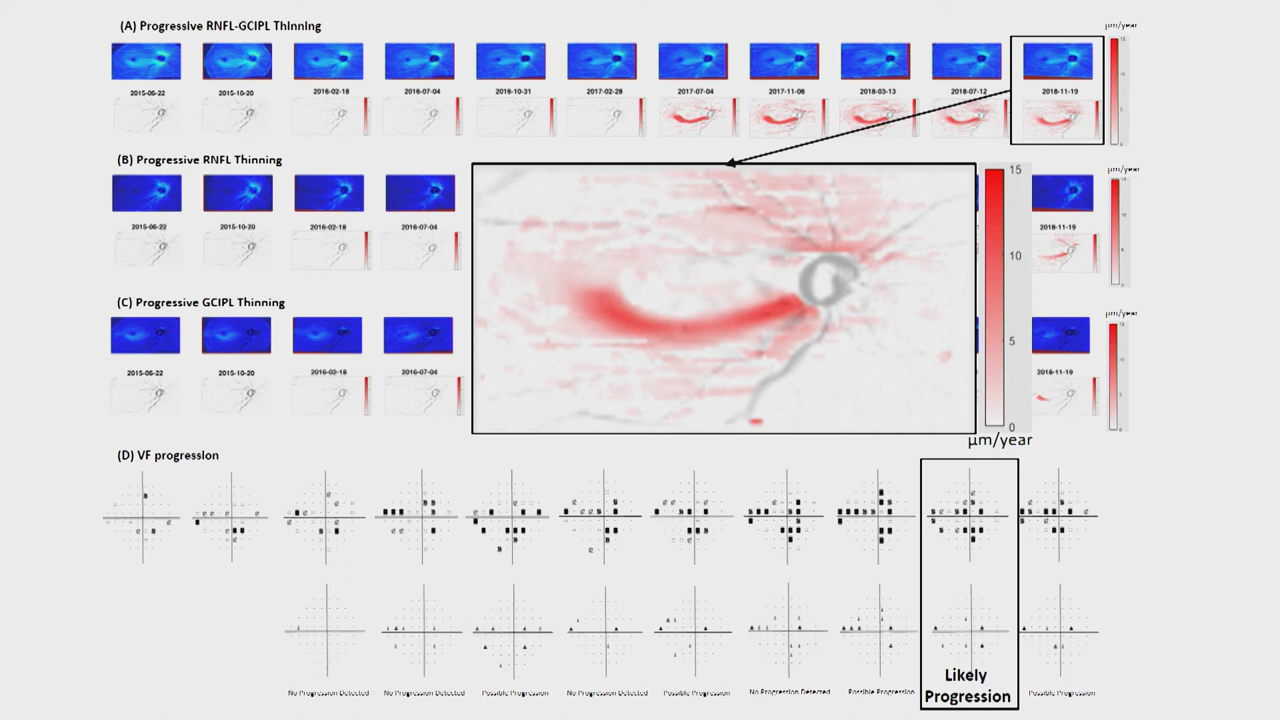 (A) Progressive RNFL-GCIPL Thinning
µm/year
2015-06-22 2015-10-20 2016-02-18 2016-07-04 2016-10-31 2017-02-28 2017-07-04 2017-11-06 2018-03-13 2018-07-12 2018-11-19
(B) Progressive RNFL Thinning
µm/year
15
10
5
0
µm/year
2015-06-22 2015-10-20 2016-02-18 2016-07-04 2018-11-19
(C) Progressive GCIPL Thinning
µm/year
2015-06-22 2015-10-20 2016-02-18 2016-07-04 2018-11-19
(D) VF progression
No Progression Detected No Progression Detected Possible Progression No Progression Detected Possible Progression No Progression Detected Possible Progression Likely Progression Possible Progression